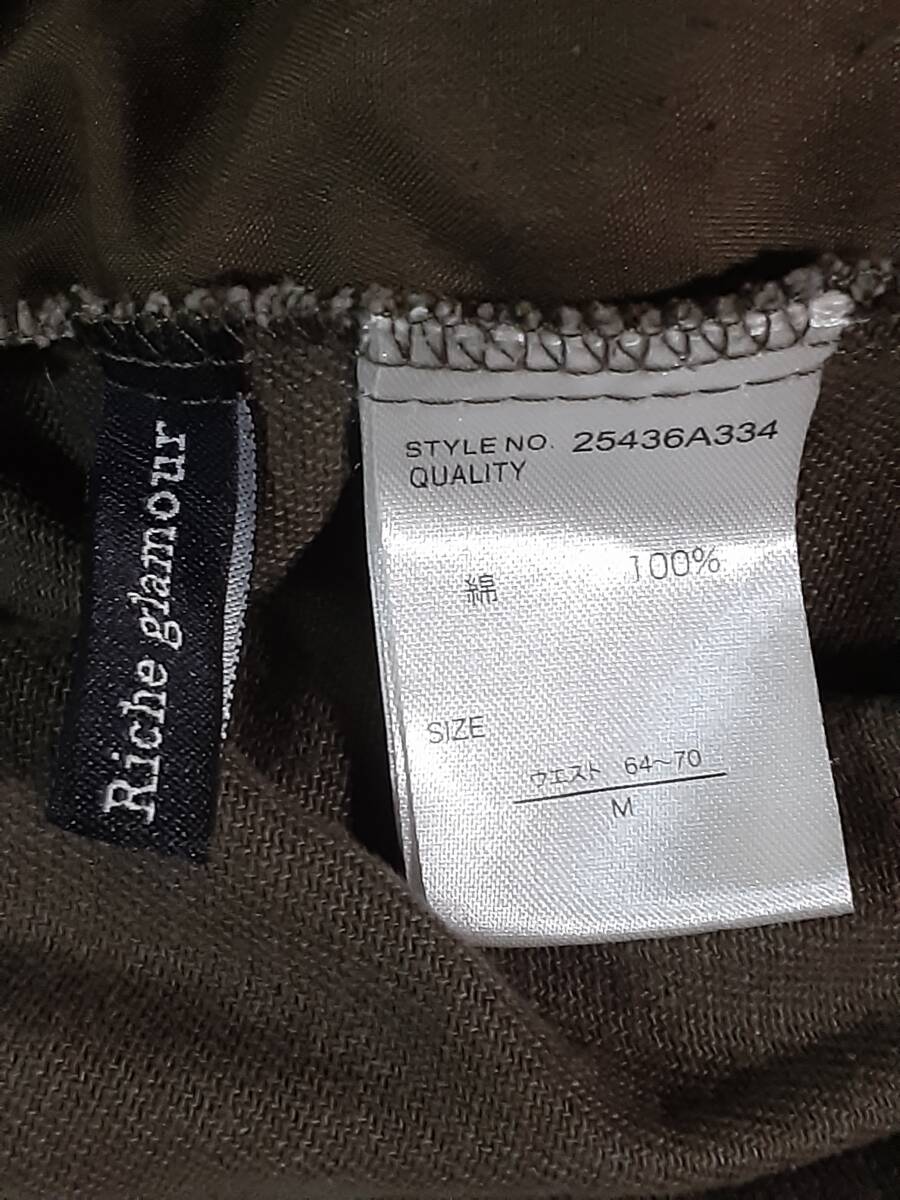 Riche glamour
STYLE NO. 25436A334
QUALITY
綿 100%
SIZE
ウエスト 64~70
M